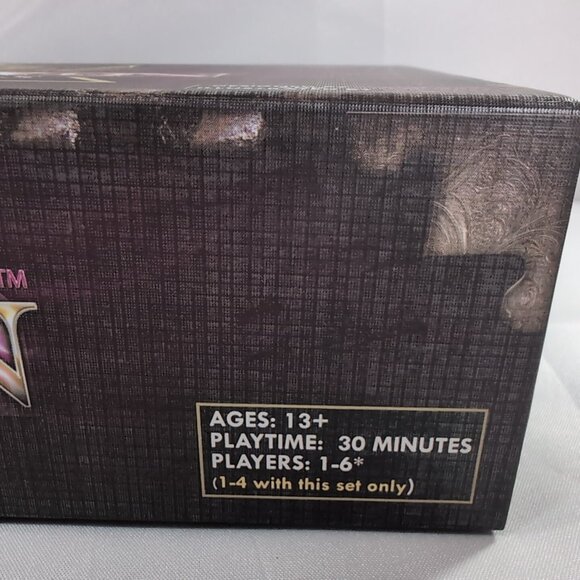 TM
N
AGES: 13+
PLAYTIME: 30 MINUTES
PLAYERS: 1-6*
(1-4 with this set only)